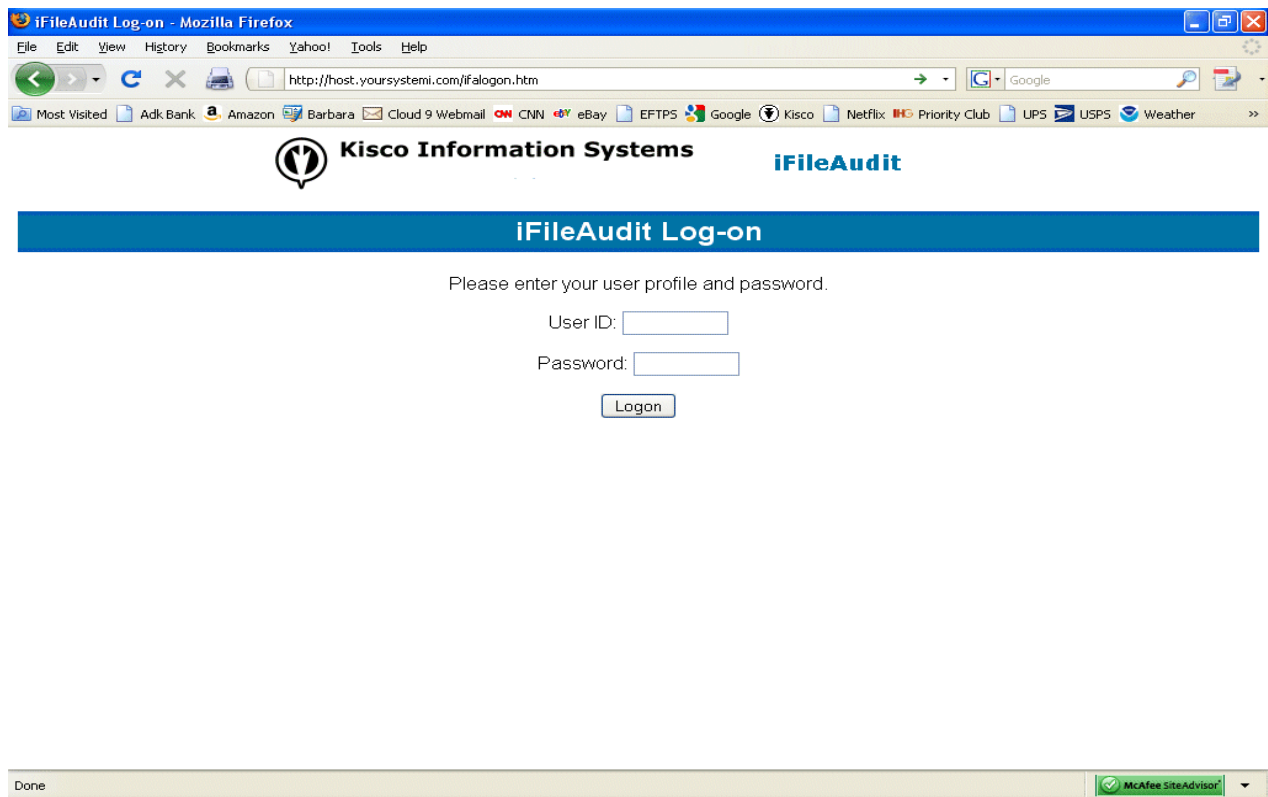 iFileAudit Log-on - Mozilla Firefox
File Edit View History Bookmarks Yahoo! Tools Help
http://host.yoursystemi.com/ifalogon.htm G Google
Most Visited Adk Bank a Amazon Barbara Cloud 9 Webmail CNN CNN eBay eBay EFTPS Google Kisco Netflix IHG Priority Club UPS USPS Weather »
Kisco Information Systems iFileAudit
iFileAudit Log-on
Please enter your user profile and password.
User ID:
Password:
Logon
Done McAfee SiteAdvisor